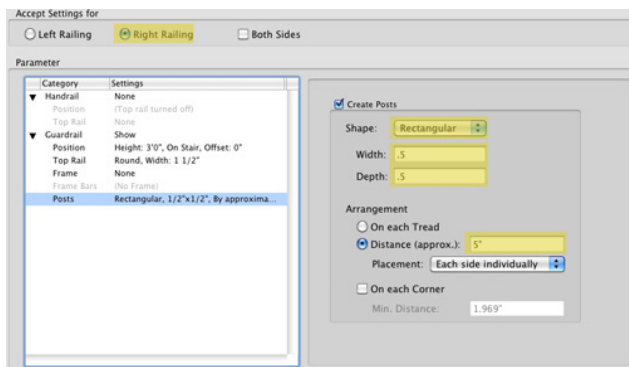 Accept Settings for
Left Railing Right Railing Both Sides
Parameter
Category Settings
Handrail None
Position (Top rail turned off)
Top Rail None
Guardrail Show
Position Height: 3'0", On Stair, Offset: 0"
Top Rail Round, Width: 1 1/2"
Frame None
Frame Bars (No Frame)
Posts Rectangular, 1/2"x1/2", By approxima...
Create Posts
Shape: Rectangular
Width: .5
Depth: .5
Arrangement
On each Tread
Distance (approx.): 5"
Placement: Each side individually
On each Corner
Min. Distance: 1.969"